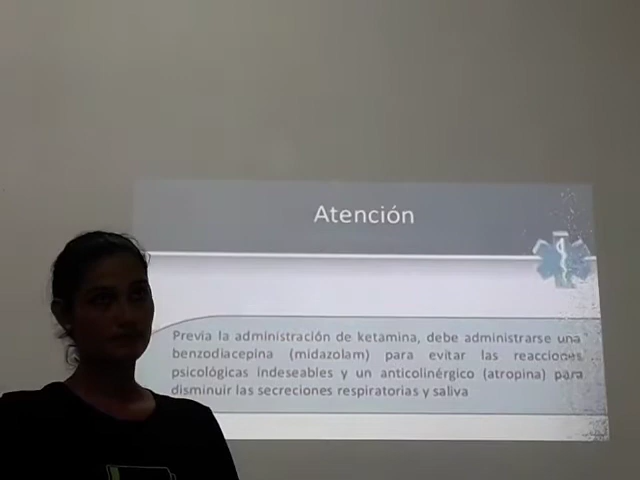 Atención
Previa la administración de ketamina, debe administrarse una
benzodiacepina (midazolam) para evitar las reacciones
psicológicas indeseables y un anticolinérgico (atropina) para
disminuir las secreciones respiratorias y saliva